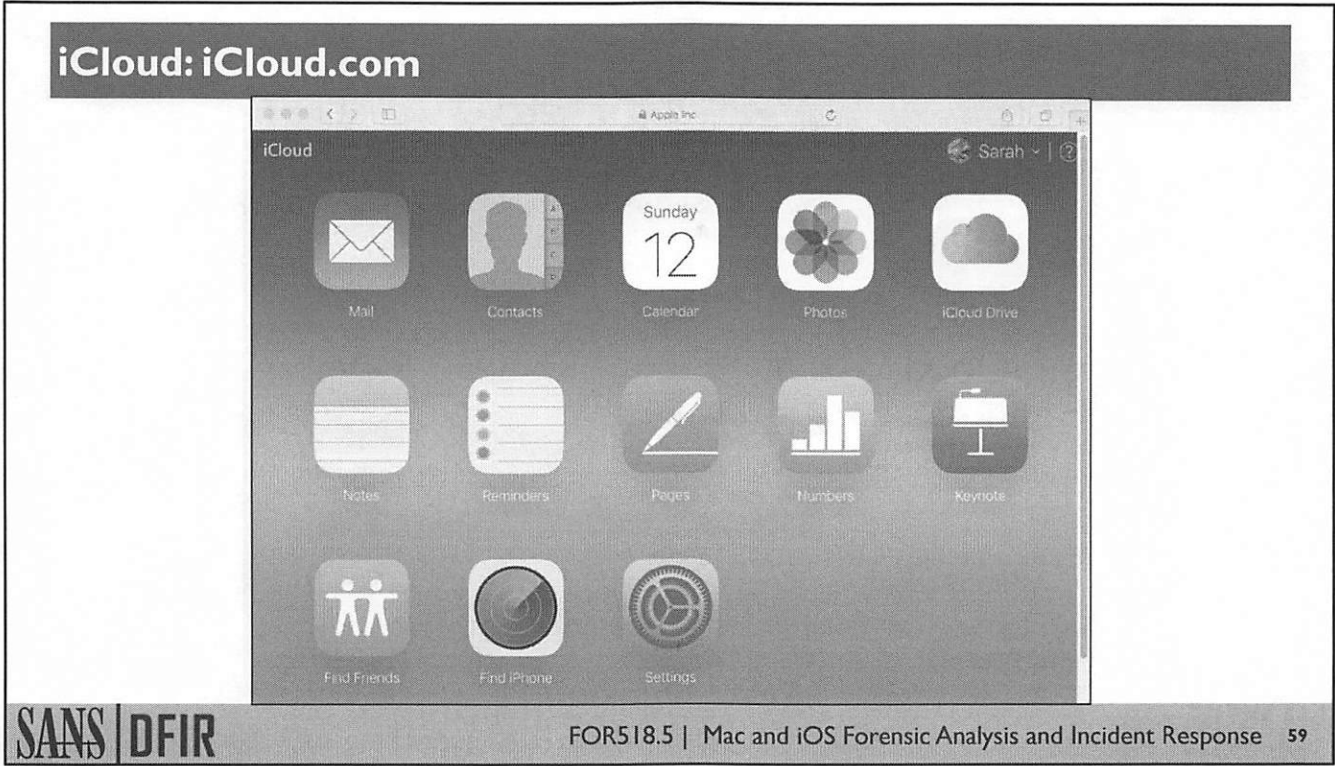 iCloud: iCloud.com
Apple Inc.
iCloud
Sarah
?
Sunday
12
Mail
Contacts
Calendar
Photos
iCloud Drive
Notes
Reminders
Pages
Numbers
Keynote
Find Friends
Find iPhone
Settings
SANS DFIR
FOR518.5 | Mac and iOS Forensic Analysis and Incident Response 59